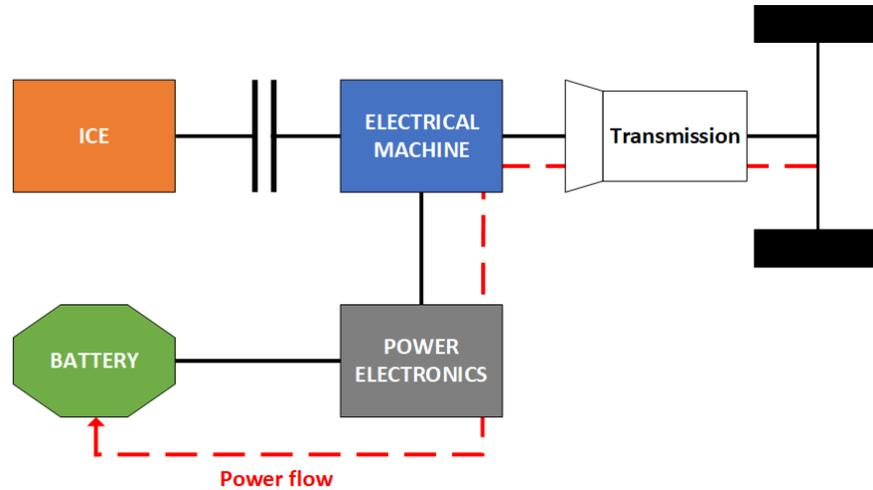 ICE
ELECTRICAL
MACHINE
Transmission
BATTERY
POWER
ELECTRONICS
Power flow